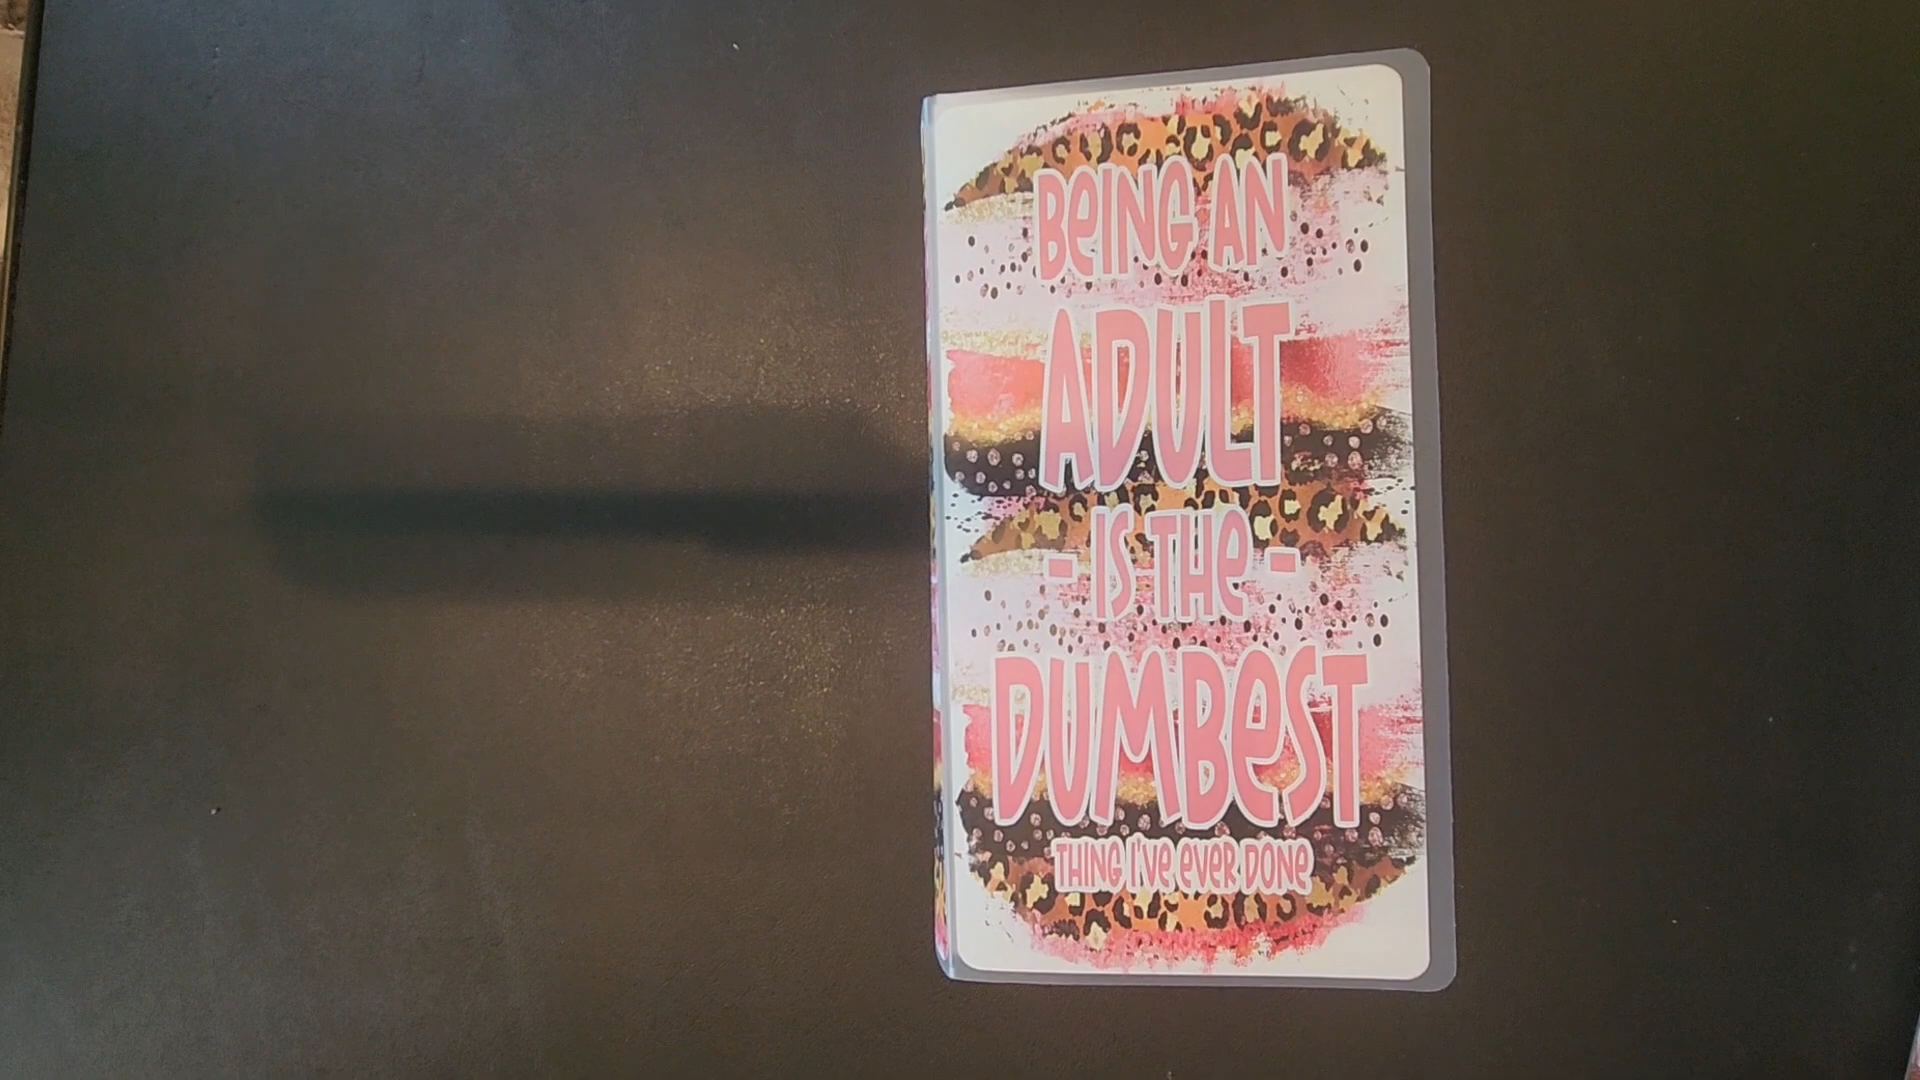 BeING AN
ADULT
- IS THe -
DUMBeST
THING I'Ve eVeR DONe